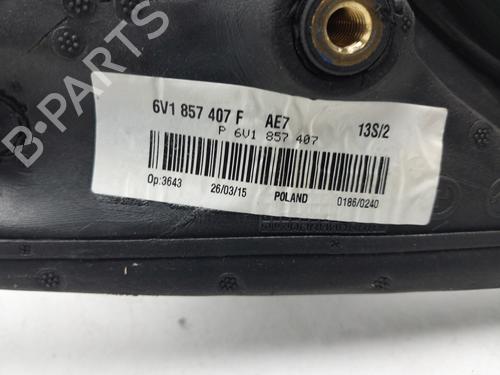 6V1 857 407 F AE7 13S/2
P 6V1 857 407
Op:3643 26/03/15 POLAND 0186/0240
B-PARTS